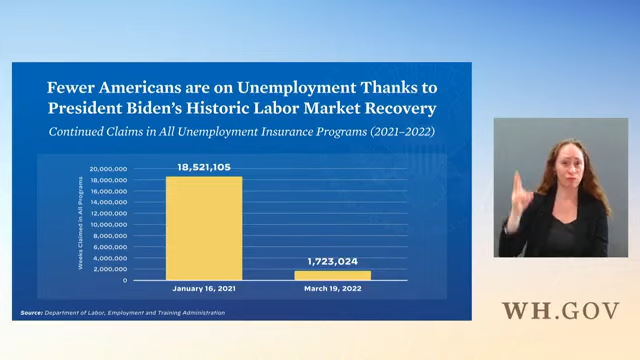 Fewer Americans are on Unemployment Thanks to
President Biden's Historic Labor Market Recovery
Continued Claims in All Unemployment Insurance Programs (2021–2022)
Weeks Claimed in All Programs
20,000,000
18,000,000
16,000,000
14,000,000
12,000,000
10,000,000
8,000,000
6,000,000
4,000,000
2,000,000
0
18,521,105
1,723,024
January 16, 2021
March 19, 2022
Source: Department of Labor, Employment and Training Administration
WH.GOV